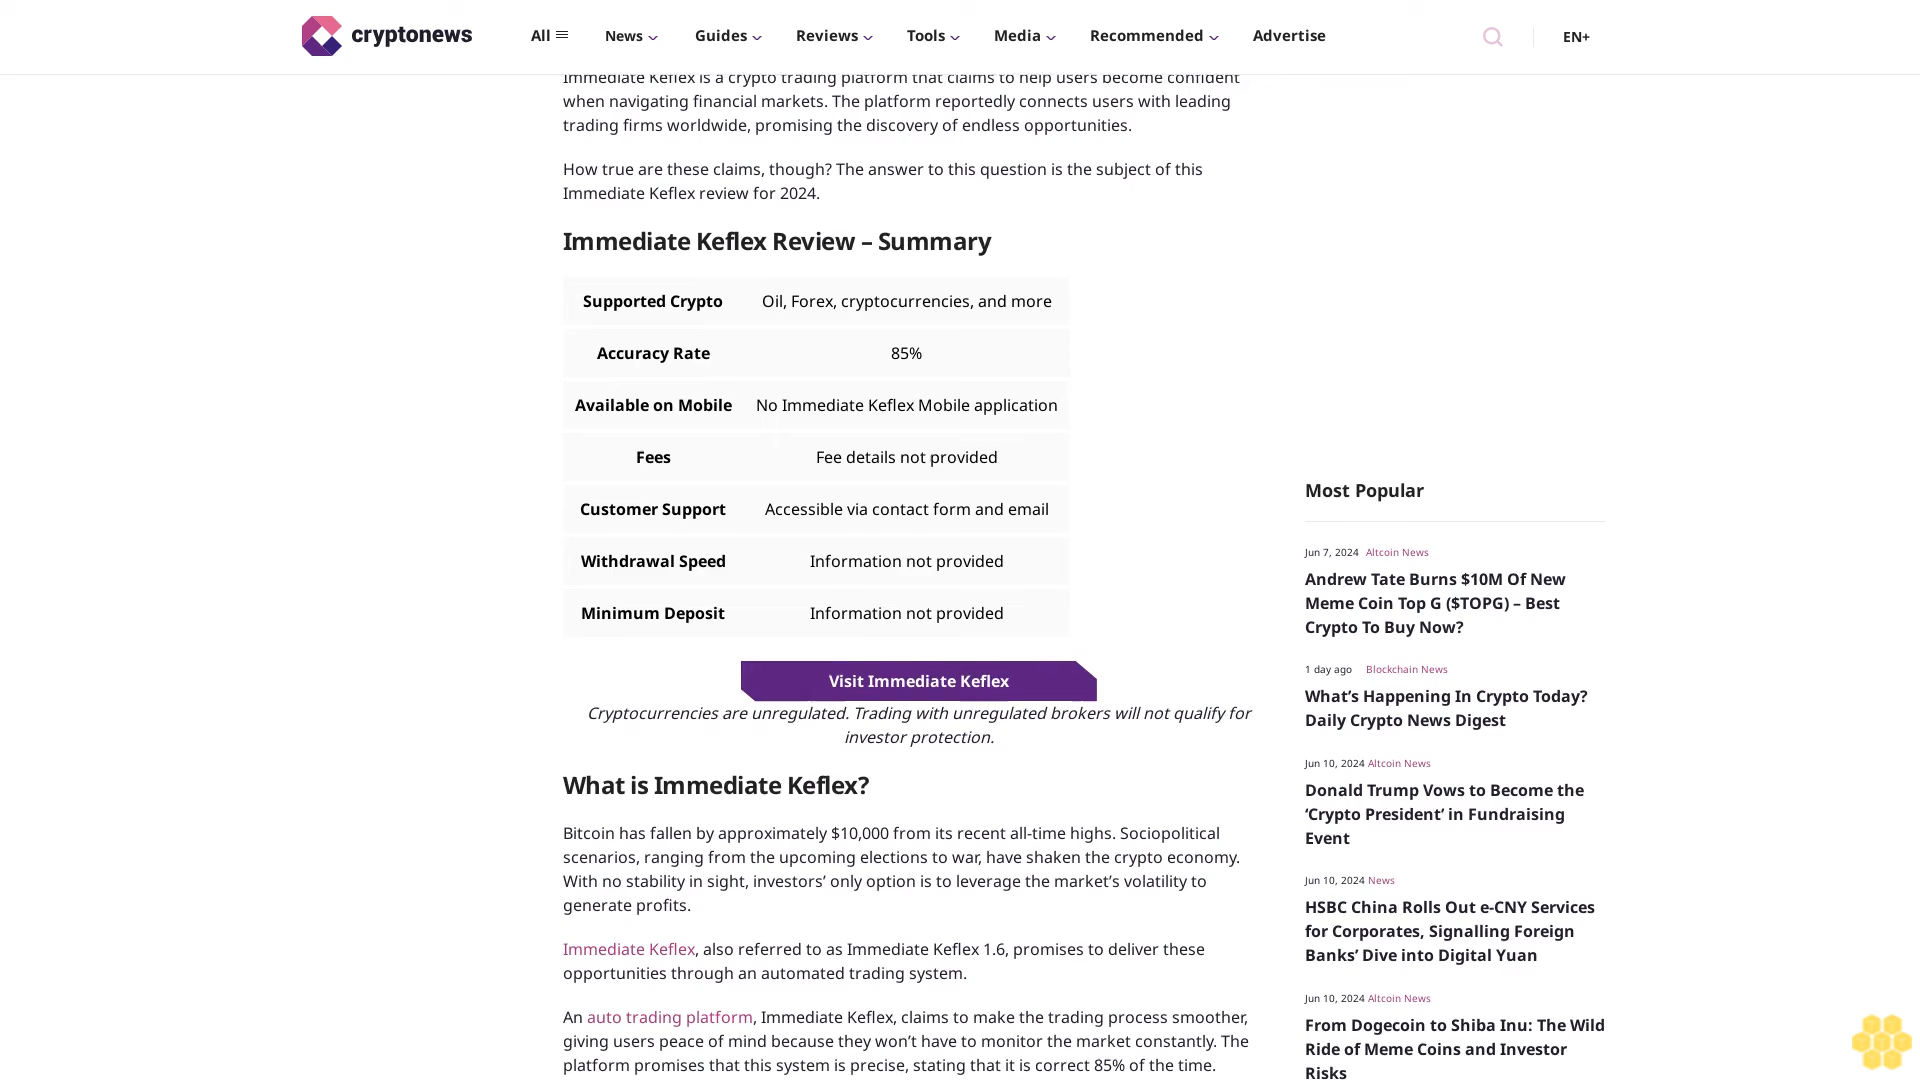 cryptonews
All
News
Guides
Reviews
Tools
Media
Recommended
Advertise
EN+
Immediate Keflex is a crypto trading platform that claims to help users become confident
when navigating financial markets. The platform reportedly connects users with leading
trading firms worldwide, promising the discovery of endless opportunities.
How true are these claims, though? The answer to this question is the subject of this
Immediate Keflex review for 2024.
Immediate Keflex Review – Summary
Supported Crypto Oil, Forex, cryptocurrencies, and more
Accuracy Rate 85%
Available on Mobile No Immediate Keflex Mobile application
Fees Fee details not provided
Customer Support Accessible via contact form and email
Withdrawal Speed Information not provided
Minimum Deposit Information not provided
Visit Immediate Keflex
Cryptocurrencies are unregulated. Trading with unregulated brokers will not qualify for
investor protection.
What is Immediate Keflex?
Bitcoin has fallen by approximately $10,000 from its recent all-time highs. Sociopolitical
scenarios, ranging from the upcoming elections to war, have shaken the crypto economy.
With no stability in sight, investors’ only option is to leverage the market’s volatility to
generate profits.
Immediate Keflex, also referred to as Immediate Keflex 1.6, promises to deliver these
opportunities through an automated trading system.
An auto trading platform, Immediate Keflex, claims to make the trading process smoother,
giving users peace of mind because they won’t have to monitor the market constantly. The
platform promises that this system is precise, stating that it is correct 85% of the time.
Most Popular
Jun 7, 2024 Altcoin News
Andrew Tate Burns $10M Of New
Meme Coin Top G ($TOPG) – Best
Crypto To Buy Now?
1 day ago Blockchain News
What’s Happening In Crypto Today?
Daily Crypto News Digest
Jun 10, 2024 Altcoin News
Donald Trump Vows to Become the
‘Crypto President’ in Fundraising
Event
Jun 10, 2024 News
HSBC China Rolls Out e-CNY Services
for Corporates, Signalling Foreign
Banks’ Dive into Digital Yuan
Jun 10, 2024 Altcoin News
From Dogecoin to Shiba Inu: The Wild
Ride of Meme Coins and Investor
Risks